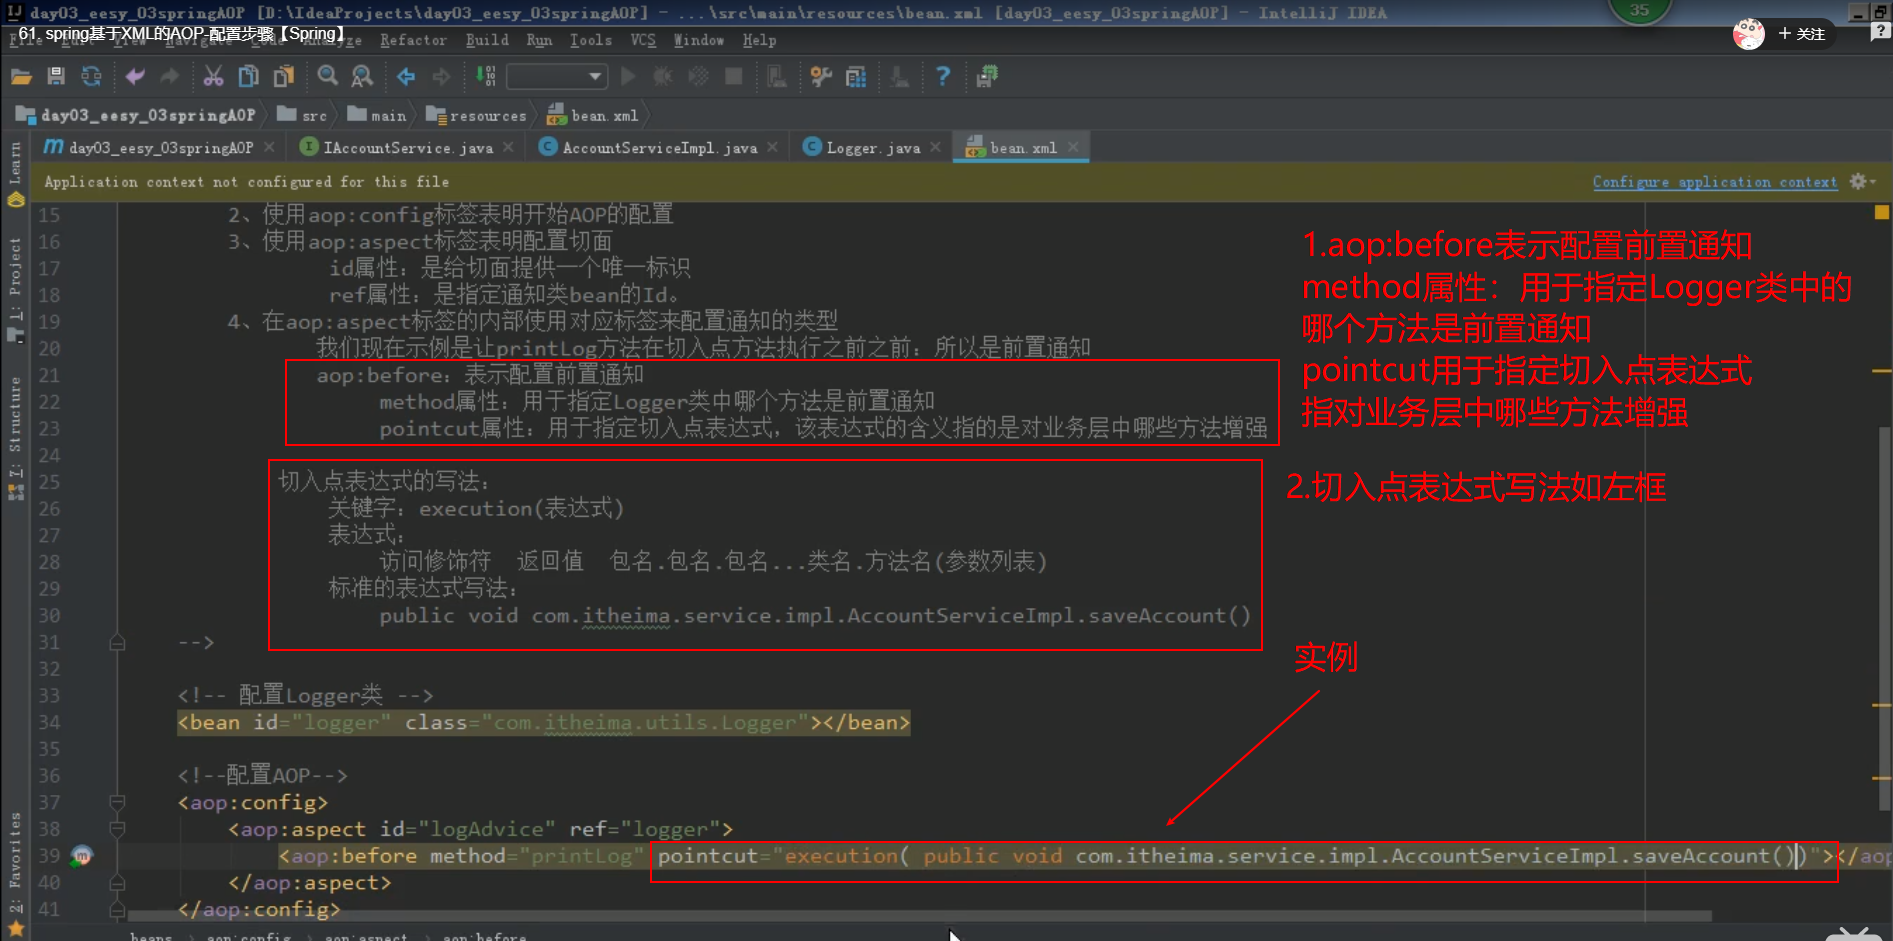 day03_eesy_03springAOP [D:\IdeaProjects\day03_eesy_03springAOP] - ...\src\main\resources\bean.xml [day03_eesy_03springAOP] - IntelliJ IDEA
35
61. spring基于XML的AOP-配置步骤【Spring】
+ 关注
File Edit View Navigate Code Analyze Refactor Build Run Tools VCS Window Help
day03_eesy_03springAOP src main resources bean.xml
day03_eesy_03springAOP IAccountService.java AccountServiceImpl.java Logger.java bean.xml
Application context not configured for this file
Configure application context
Learn
1: Project
7: Structure
2: Favorites
15 2、使用aop:config标签表明开始AOP的配置
16 3、使用aop:aspect标签表明配置切面
17 id属性：是给切面提供一个唯一标识
18 ref属性：是指定通知类bean的Id。
19 4、在aop:aspect标签的内部使用对应标签来配置通知的类型
20 我们现在示例是让printLog方法在切入点方法执行之前之前：所以是前置通知
21 aop:before：表示配置前置通知
22 method属性：用于指定Logger类中哪个方法是前置通知
23 pointcut属性：用于指定切入点表达式，该表达式的含义指的是对业务层中哪些方法增强
24
25 切入点表达式的写法：
26 关键字：execution(表达式)
27 表达式：
28 访问修饰符 返回值 包名.包名.包名...类名.方法名(参数列表)
29 标准的表达式写法：
30 public void com.itheima.service.impl.AccountServiceImpl.saveAccount()
31 -->
32
33 <!-- 配置Logger类 -->
34 <bean id="logger" class="com.itheima.utils.Logger"></bean>
35
36 <!--配置AOP-->
37 <aop:config>
38 <aop:aspect id="logAdvice" ref="logger">
39 <aop:before method="printLog" pointcut="execution( public void com.itheima.service.impl.AccountServiceImpl.saveAccount())"></aop
40 </aop:aspect>
41 </aop:config>
1.aop:before表示配置前置通知
method属性：用于指定Logger类中的
哪个方法是前置通知
pointcut用于指定切入点表达式
指对业务层中哪些方法增强
2.切入点表达式写法如左框
实例
beans aop:config aop:aspect aop:before